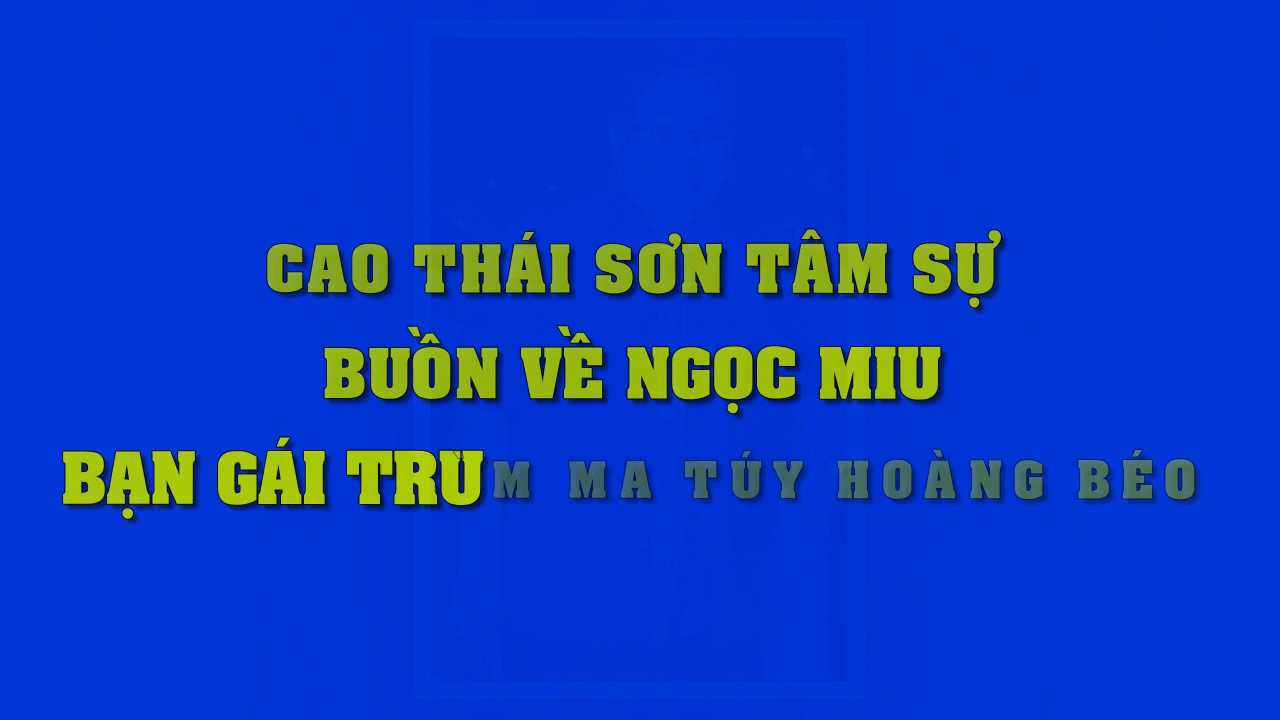 CAO THÁI SƠN TÂM SỰ
BUỒN VỀ NGỌC MIU
BẠN GÁI TRÙM MA TÚY HOÀNG BÉO